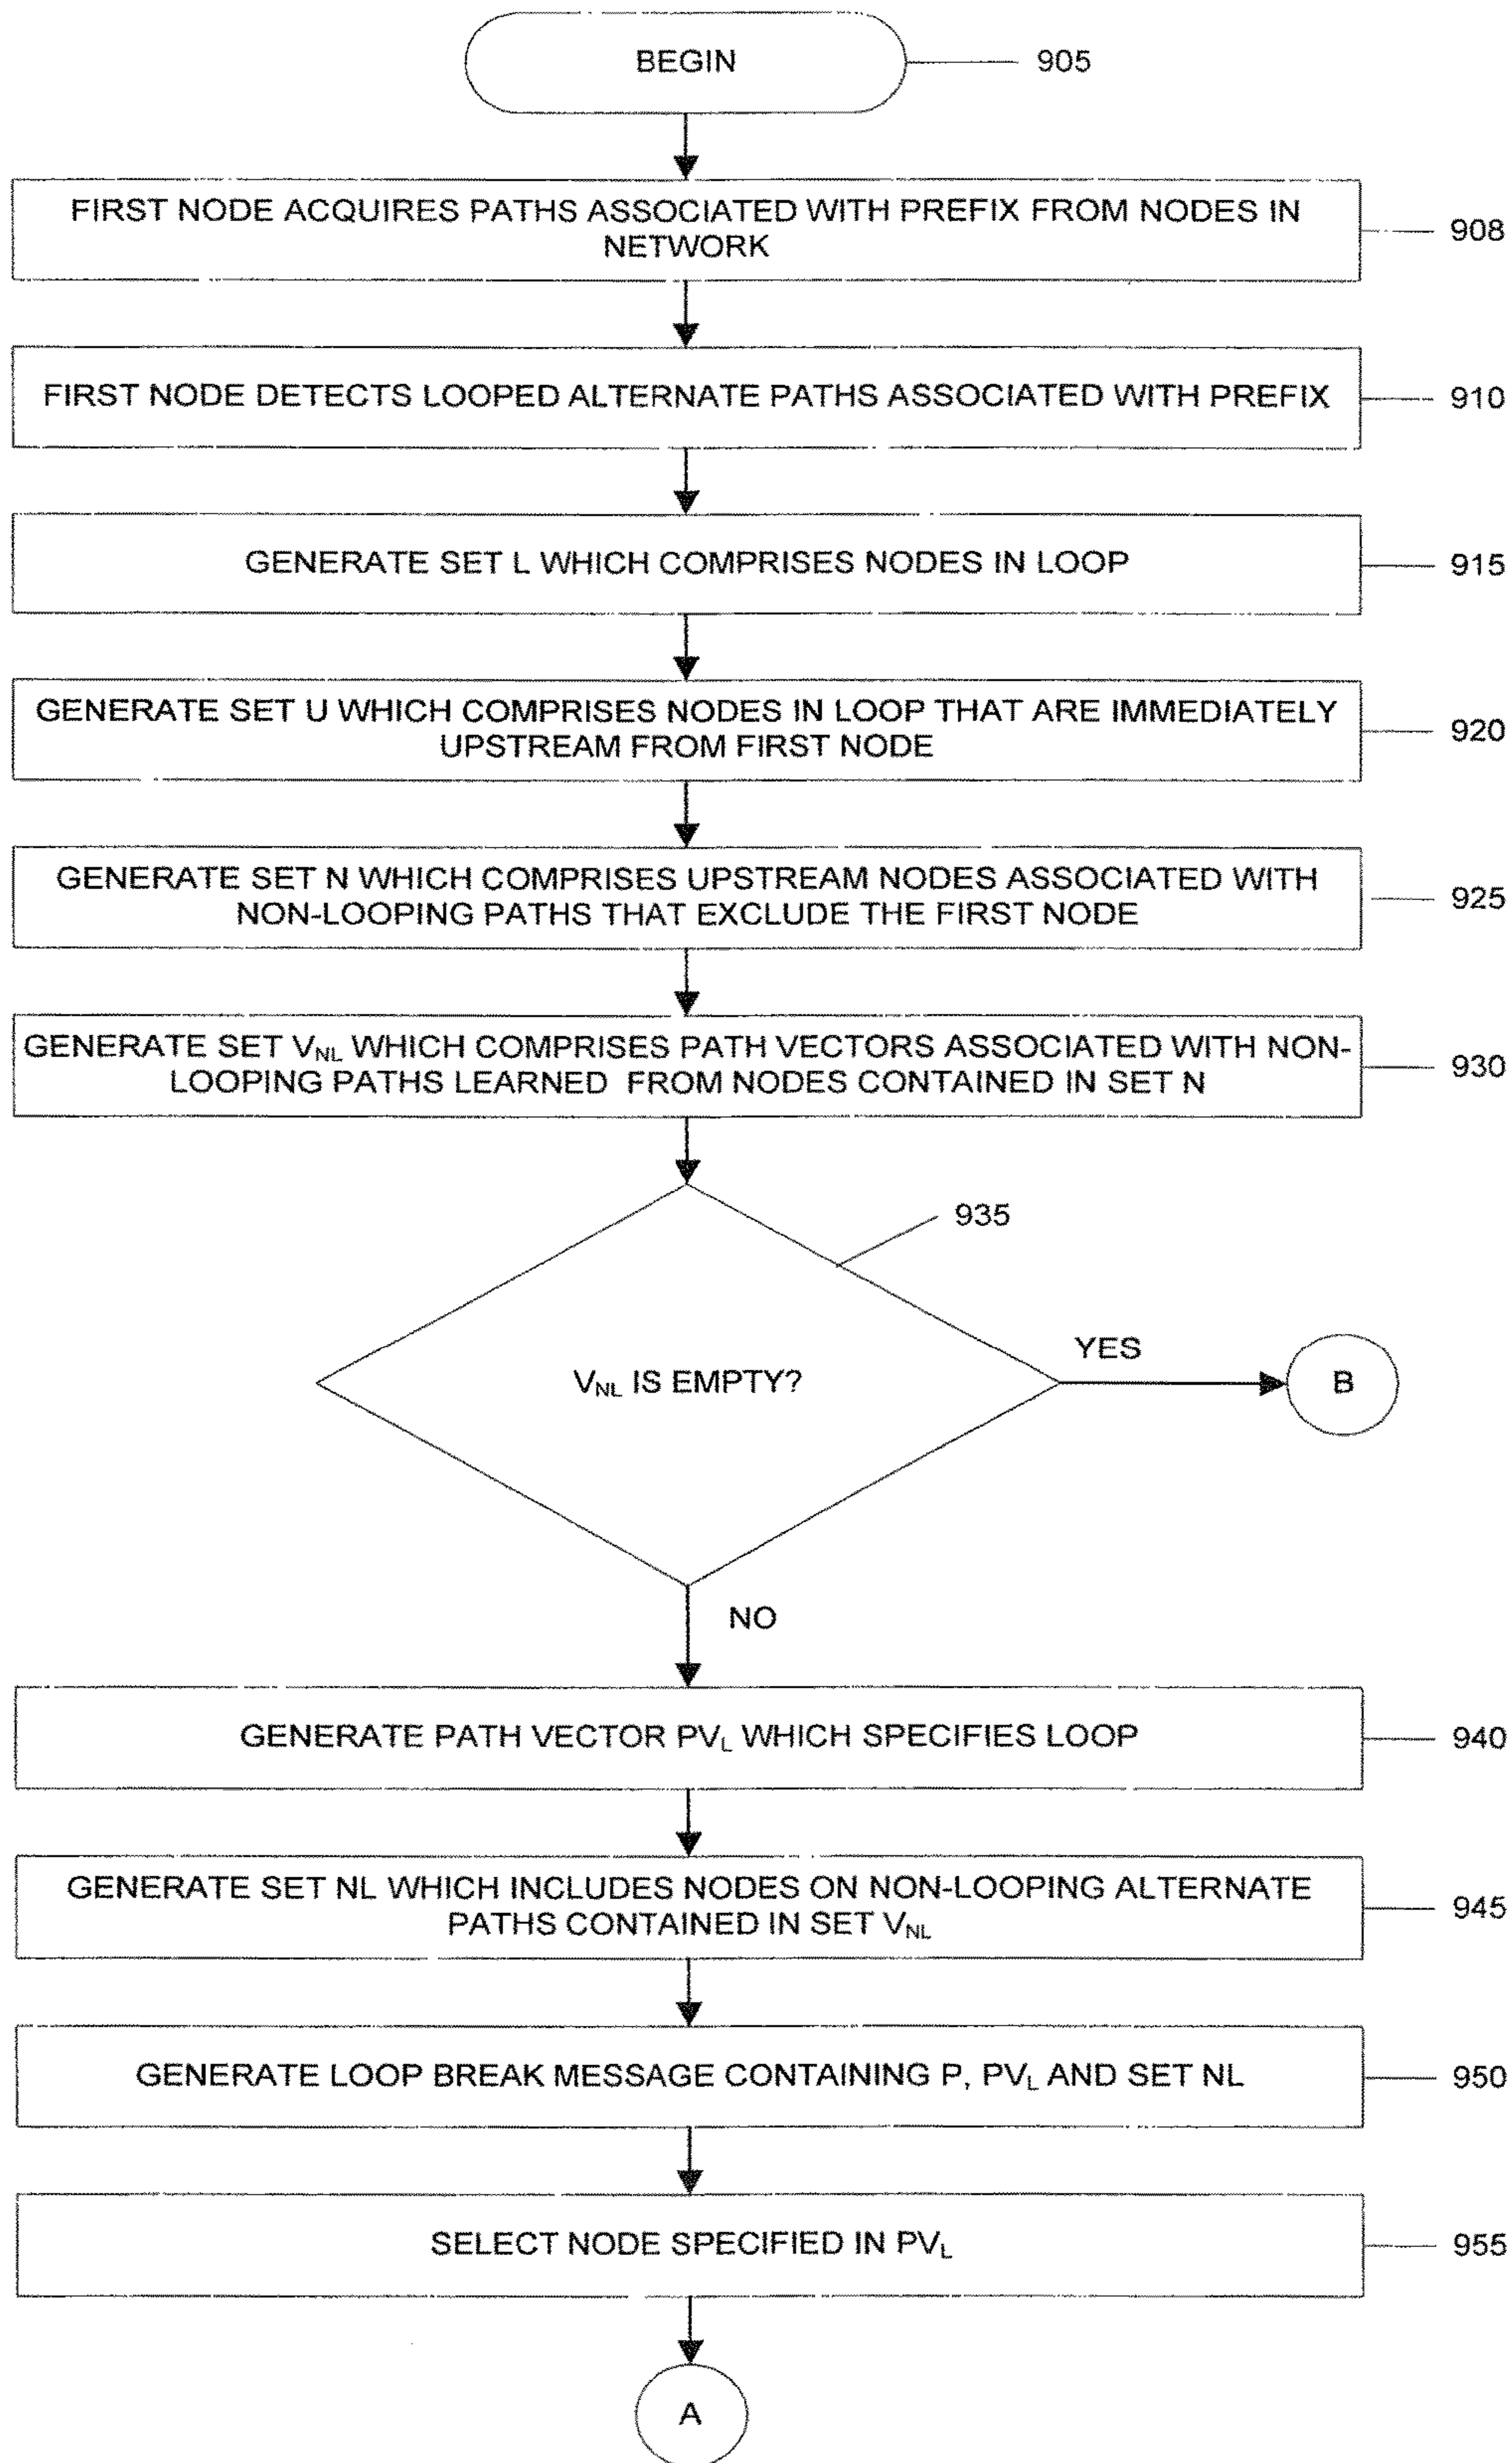 BEGIN
905
FIRST NODE ACQUIRES PATHS ASSOCIATED WITH PREFIX FROM NODES IN
NETWORK
908
FIRST NODE DETECTS LOOPED ALTERNATE PATHS ASSOCIATED WITH PREFIX
910
GENERATE SET L WHICH COMPRISES NODES IN LOOP
915
GENERATE SET U WHICH COMPRISES NODES IN LOOP THAT ARE IMMEDIATELY
UPSTREAM FROM FIRST NODE
920
GENERATE SET N WHICH COMPRISES UPSTREAM NODES ASSOCIATED WITH
NON-LOOPING PATHS THAT EXCLUDE THE FIRST NODE
925
GENERATE SET V_NL WHICH COMPRISES PATH VECTORS ASSOCIATED WITH NON-
LOOPING PATHS LEARNED FROM NODES CONTAINED IN SET N
930
935
V_NL IS EMPTY?
YES
B
NO
GENERATE PATH VECTOR PV_L WHICH SPECIFIES LOOP
940
GENERATE SET NL WHICH INCLUDES NODES ON NON-LOOPING ALTERNATE
PATHS CONTAINED IN SET V_NL
945
GENERATE LOOP BREAK MESSAGE CONTAINING P, PV_L AND SET NL
950
SELECT NODE SPECIFIED IN PV_L
955
A